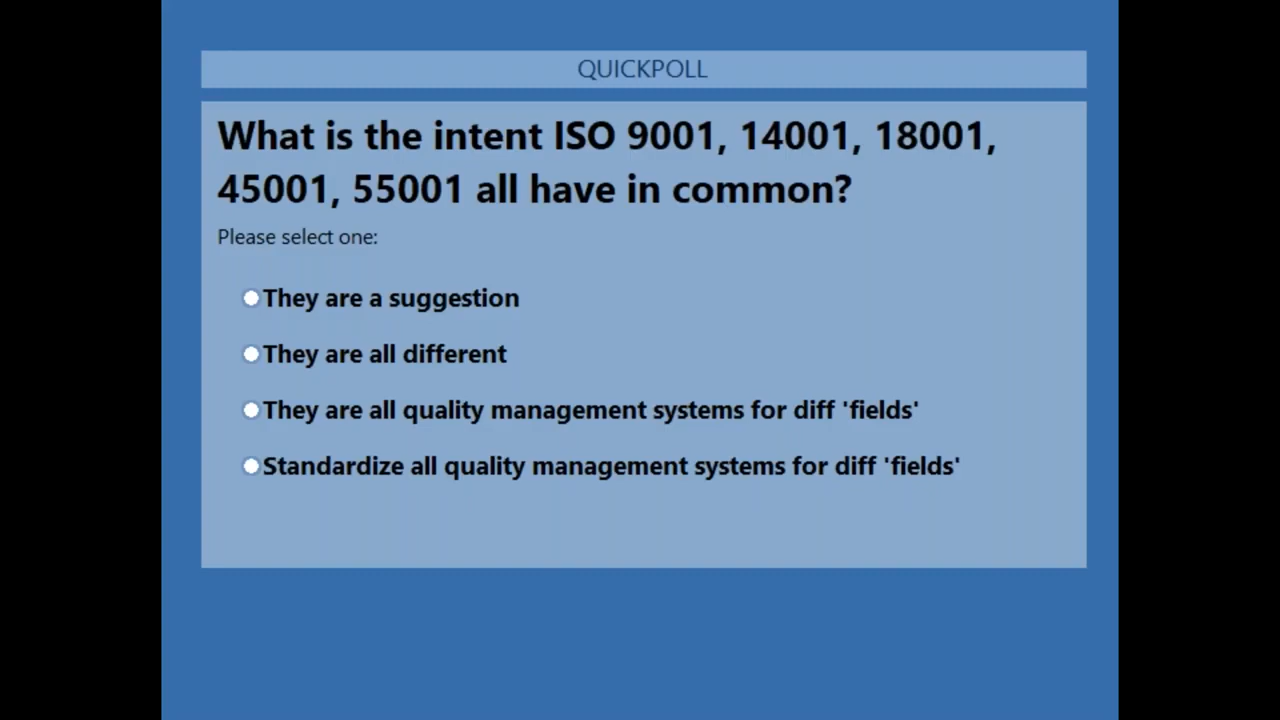 QUICKPOLL
What is the intent ISO 9001, 14001, 18001,
45001, 55001 all have in common?
Please select one:
They are a suggestion
They are all different
They are all quality management systems for diff 'fields'
Standardize all quality management systems for diff 'fields'